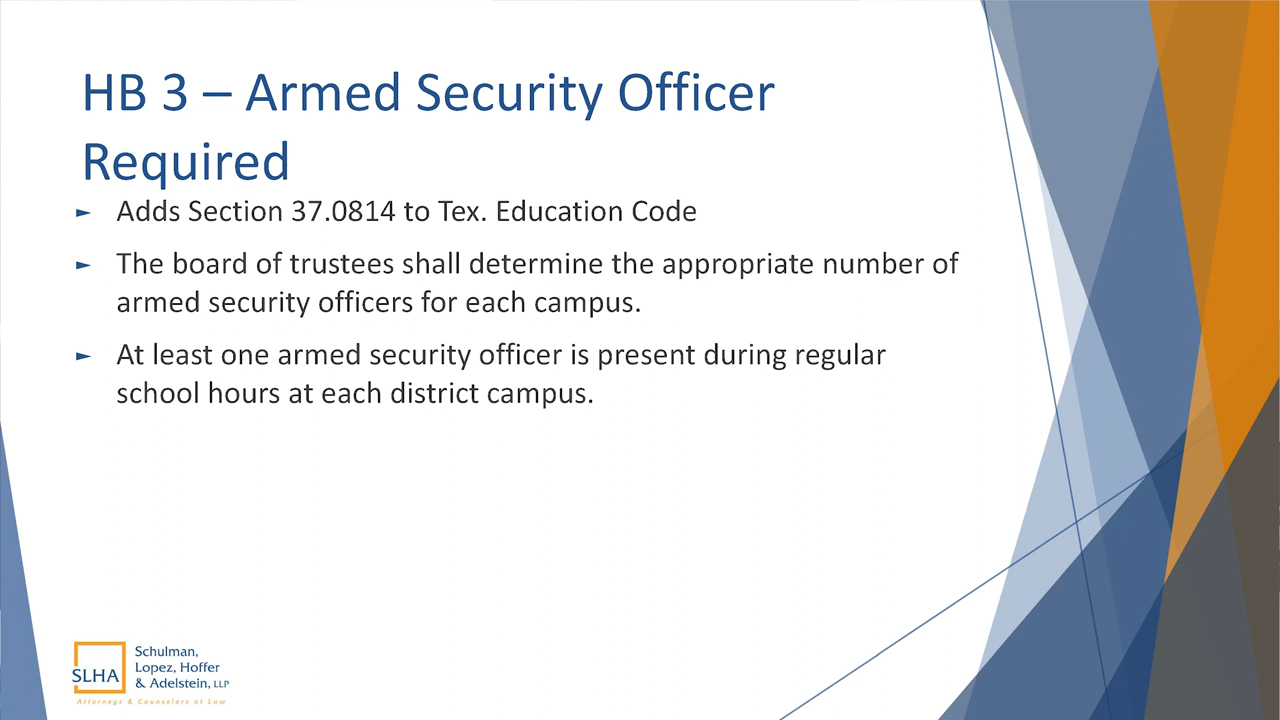 HB 3 – Armed Security Officer
Required
► Adds Section 37.0814 to Tex. Education Code
► The board of trustees shall determine the appropriate number of
armed security officers for each campus.
► At least one armed security officer is present during regular
school hours at each district campus.
SLHA
Schulman,
Lopez, Hoffer
& Adelstein, LLP
Attorneys & Counselors at Law